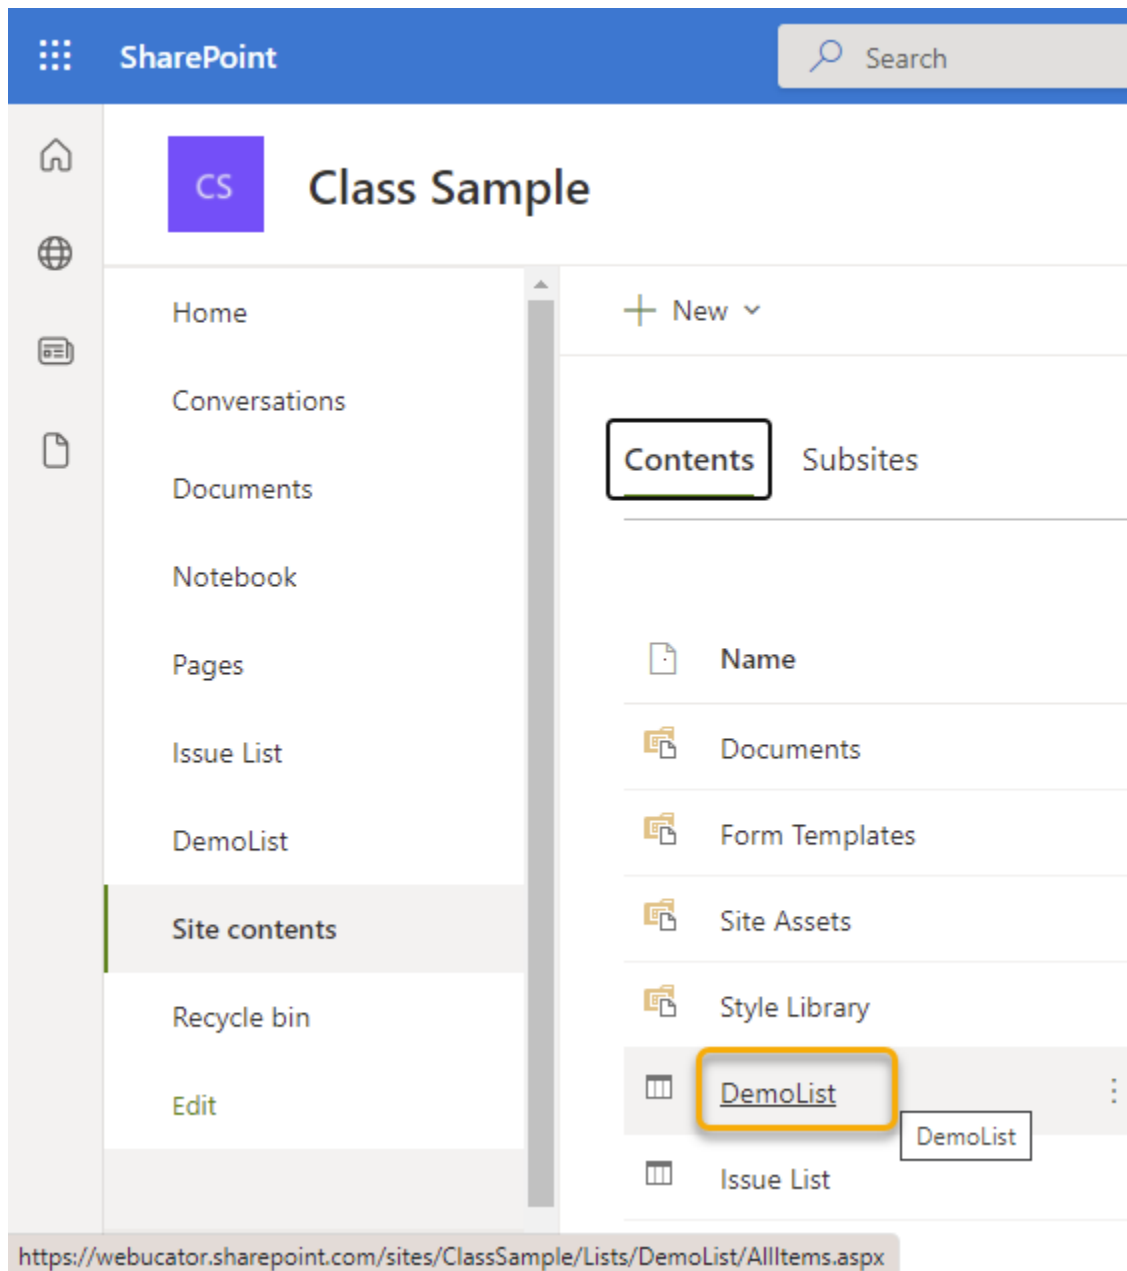 SharePoint
Search
CS
Class Sample
Home
Conversations
Documents
Notebook
Pages
Issue List
DemoList
Site contents
Recycle bin
Edit
New
Contents
Subsites
Name
Documents
Form Templates
Site Assets
Style Library
DemoList
DemoList
Issue List
https://webucator.sharepoint.com/sites/ClassSample/Lists/DemoList/AllItems.aspx